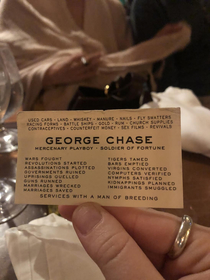 USED CARS - LAND - WHISKEY - MANURE - NAILS - FLY SWATTERS
RACING FORMS - BATTLE SHIPS - GOLD - RUM - CHURCH SUPPLIES
CONTRACEPTIVES - COUNTERFEIT MONEY - SEX FILMS - REVIVALS
GEORGE CHASE
MERCENARY PLAYBOY - SOLDIER OF FORTUNE
WARS FOUGHT
REVOLUTIONS STARTED
ASSASSINATIONS PLOTTED
GOVERNMENTS RUINED
UPRISINGS QUELLED
GUNS RUNNED
MARRIAGES WRECKED
MARRIAGES SAVED
TIGERS TAMED
BARS EMPTIED
VIRGINS CONVERTED
COMPUTERS VERIFIED
NYMPHS SATISFIED
KIDNAPPINGS PLANNED
IMMIGRANTS SMUGGLED
SERVICES WITH A MAN OF BREEDING